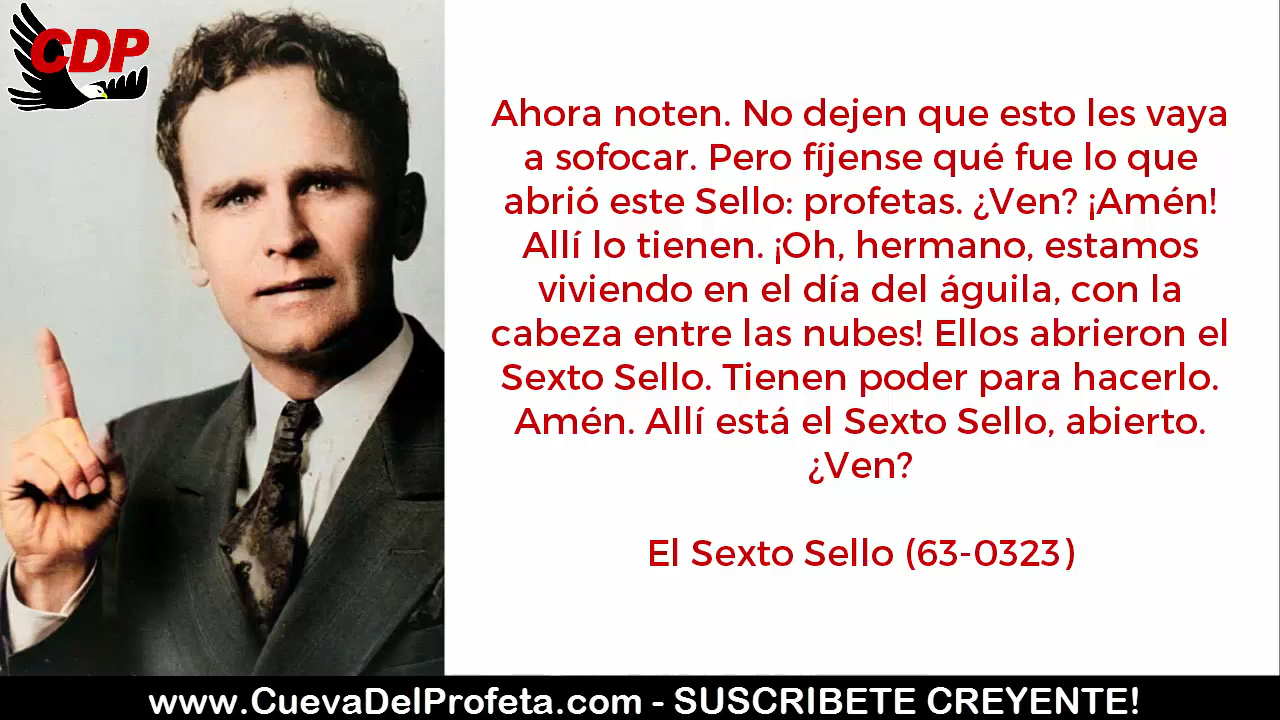 CDP
Ahora noten. No dejen que esto les vaya
a sofocar. Pero fíjense qué fue lo que
abrió este Sello: profetas. ¿Ven? ¡Amén!
Allí lo tienen. ¡Oh, hermano, estamos
viviendo en el día del águila, con la
cabeza entre las nubes! Ellos abrieron el
Sexto Sello. Tienen poder para hacerlo.
Amén. Allí está el Sexto Sello, abierto.
¿Ven?
El Sexto Sello (63-0323)
www.CuevaDelProfeta.com - SUSCRIBETE CREYENTE!